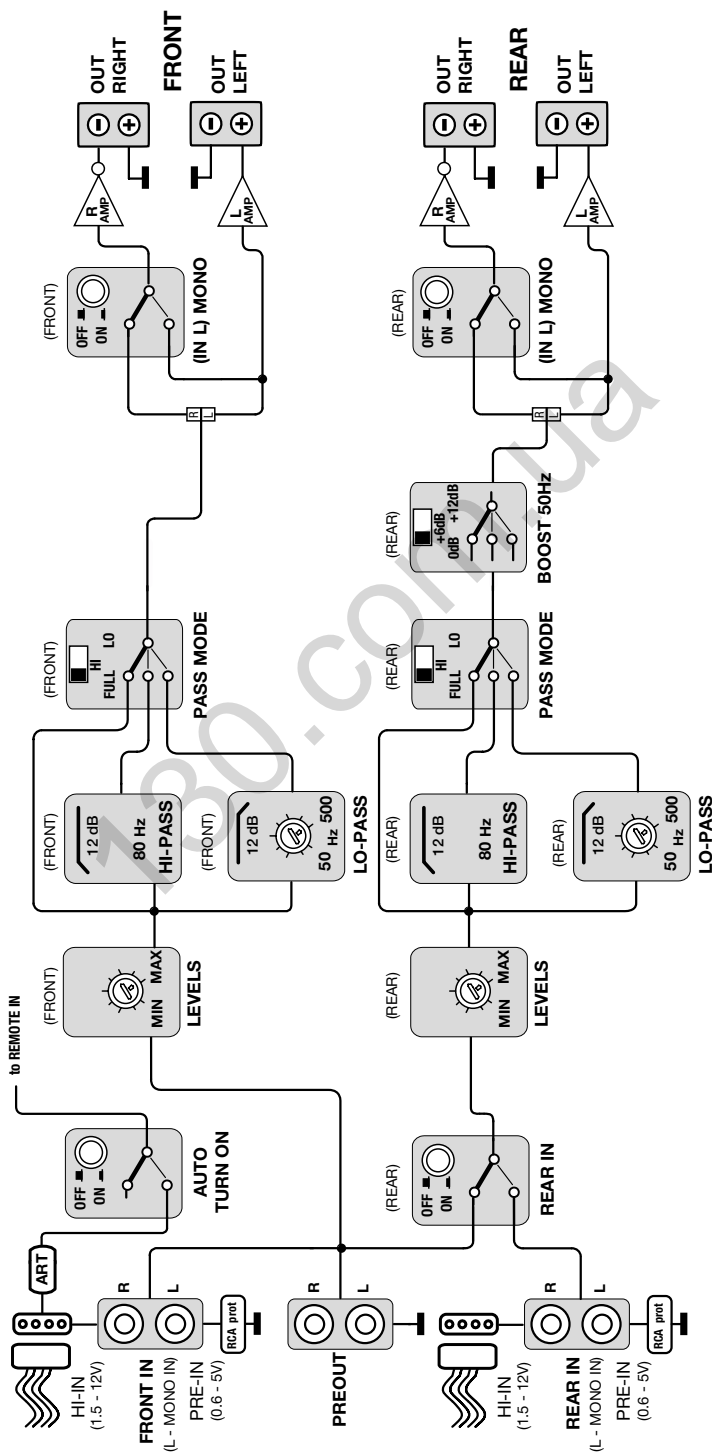 HI-IN
(1.5 - 12V)
FRONT IN
(L - MONO IN)
PRE-IN
(0.6 - 5V)
R
L
RCA prot
ART
OFF
ON
AUTO
TURN ON
to REMOTE IN
PREOUT
R
L
HI-IN
(1.5 - 12V)
REAR IN
(L - MONO IN)
PRE-IN
(0.6 - 5V)
R
L
RCA prot
(REAR)
OFF
ON
REAR IN
(FRONT)
MIN MAX
LEVELS
(REAR)
MIN MAX
LEVELS
(FRONT)
12 dB
80 Hz
HI-PASS
(FRONT)
12 dB
50 Hz 500
LO-PASS
(REAR)
12 dB
80 Hz
HI-PASS
(REAR)
12 dB
50 Hz 500
LO-PASS
(FRONT)
HI
FULL LO
PASS MODE
(REAR)
HI
FULL LO
PASS MODE
(REAR)
+6dB
0dB +12dB
BOOST 50Hz
R
L
R
L
(FRONT)
OFF
ON
(IN L) MONO
(REAR)
OFF
ON
(IN L) MONO
R
AMP
L
AMP
OUT
RIGHT
FRONT
OUT
LEFT
R
AMP
L
AMP
OUT
RIGHT
REAR
OUT
LEFT
130.com.ua